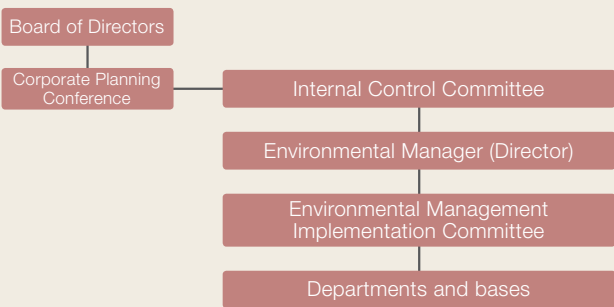 Board of Directors
Corporate Planning
Conference
Internal Control Committee
Environmental Manager (Director)
Environmental Management
Implementation Committee
Departments and bases